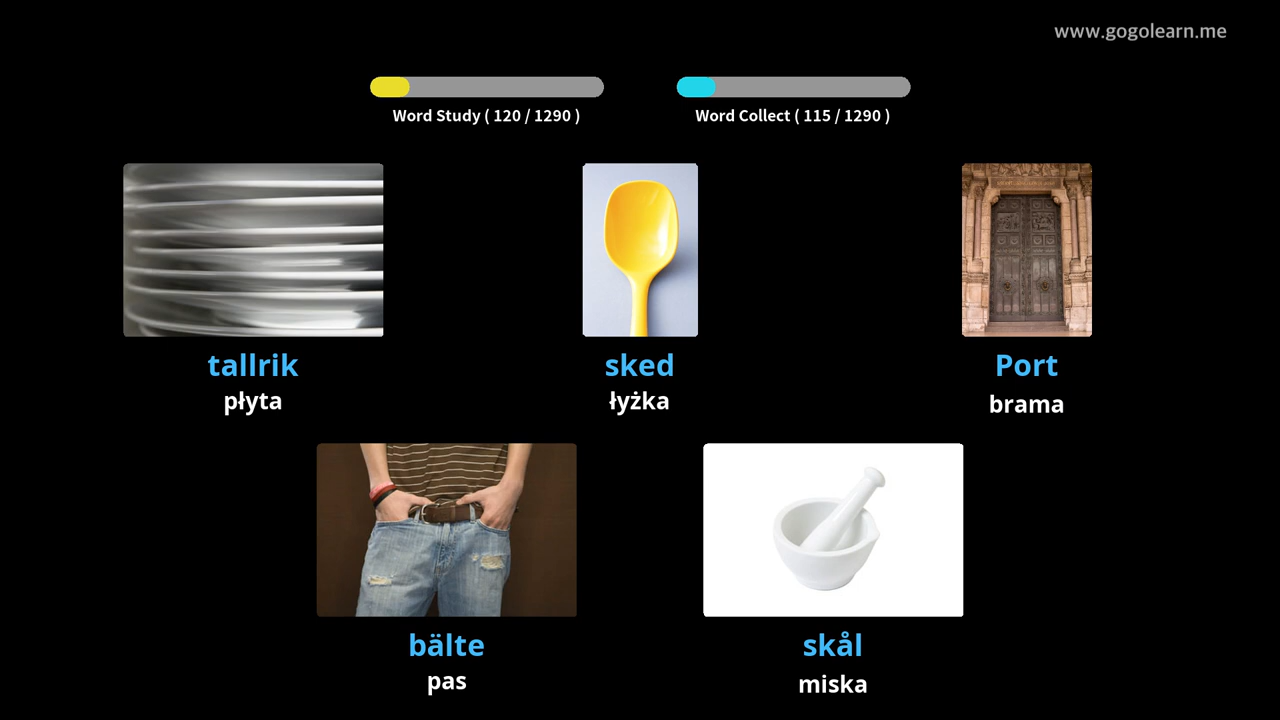 www.gogolearn.me
Word Study ( 120 / 1290 )
Word Collect ( 115 / 1290 )
tallrik
płyta
sked
łyżka
Port
brama
bälte
pas
skål
miska